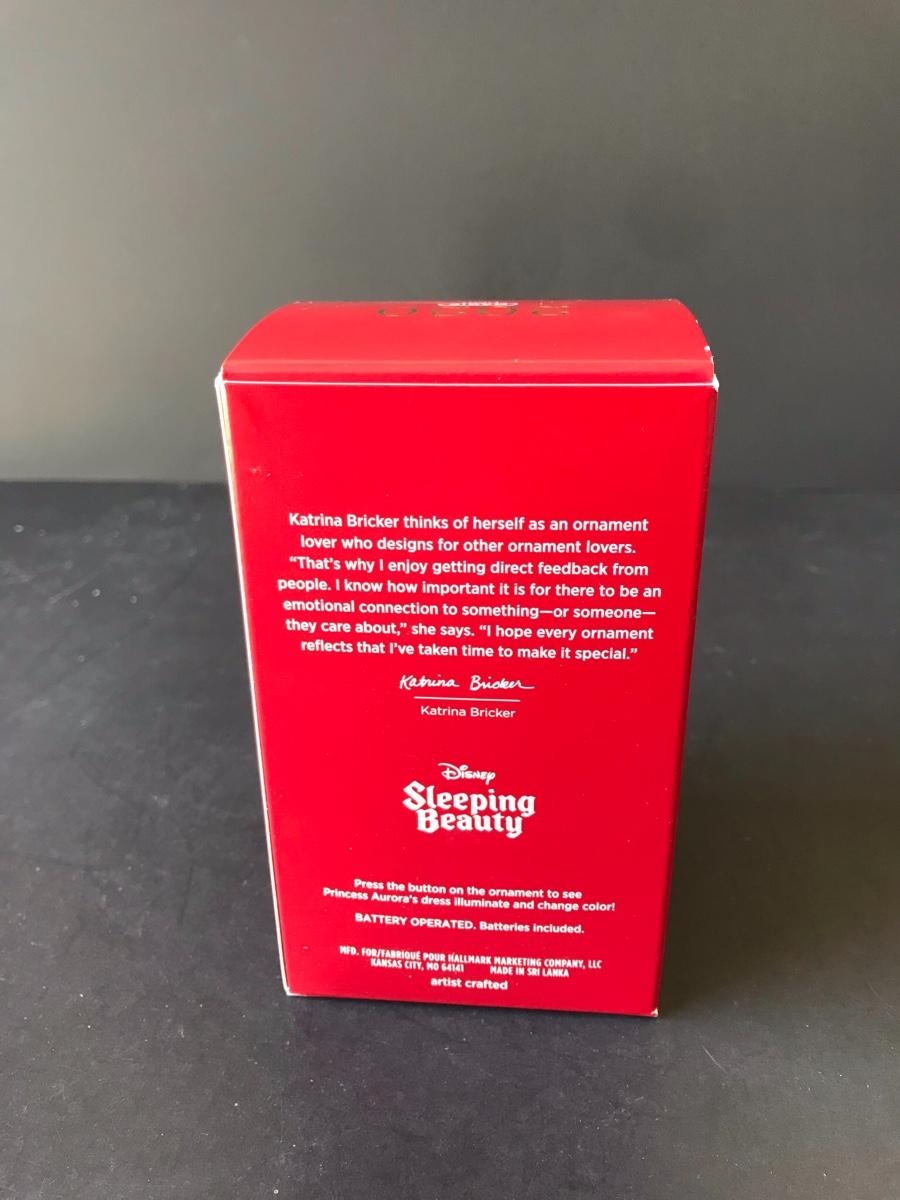 2020
Katrina Bricker thinks of herself as an ornament
lover who designs for other ornament lovers.
“That’s why I enjoy getting direct feedback from
people. I know how important it is for there to be an
emotional connection to something—or someone—
they care about,” she says. “I hope every ornament
reflects that I’ve taken time to make it special.”
Katrina Bricker
Katrina Bricker
Disney
Sleeping
Beauty
Press the button on the ornament to see
Princess Aurora’s dress illuminate and change color!
BATTERY OPERATED. Batteries included.
MFD. FOR/FABRIQUÉ POUR HALLMARK MARKETING COMPANY, LLC
KANSAS CITY, MO 64141 MADE IN SRI LANKA
artist crafted